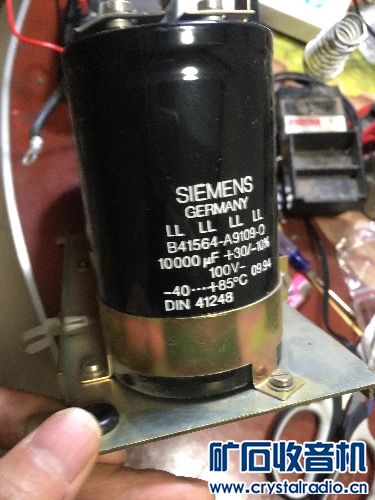 SIEMENS
GERMANY
LL LL LL LL
B41564-A9109-Q
10000 µF +30/-10%
100V- 09.94
-40···+85°C
DIN 41248
矿石收音机
www.crystalradio.cn